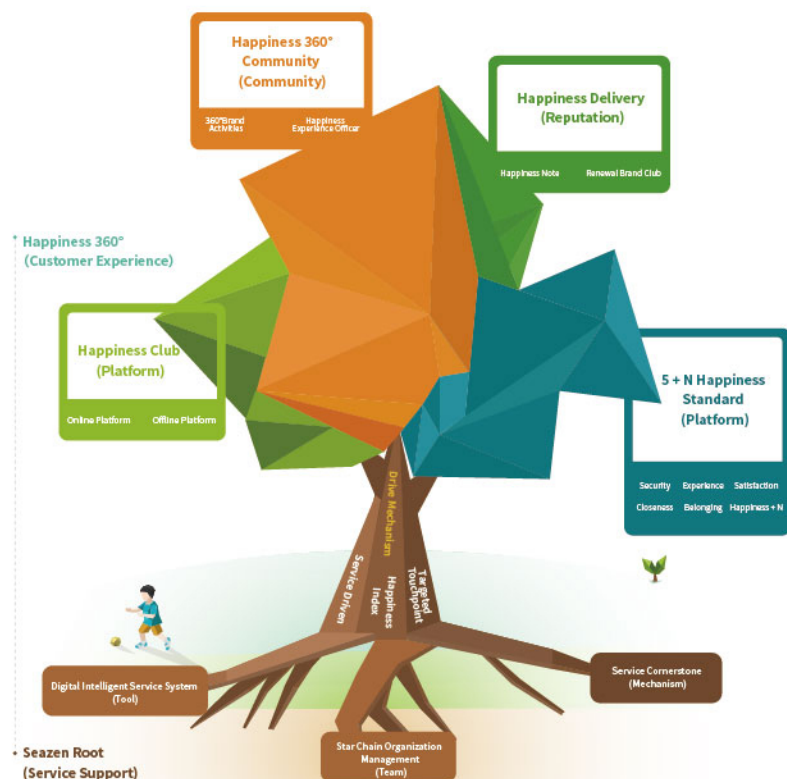 Happiness 360°
Community
(Community)
360°Brand
Activities
Happiness
Experience Officer
Happiness Delivery
(Reputation)
Happiness Note
Renewal Brand Club
Happiness 360°
(Customer Experience)
Happiness Club
(Platform)
Online Platform
Offline Platform
5 + N Happiness
Standard
(Platform)
Security
Experience
Satisfaction
Closeness
Belonging
Happiness + N
Drive Mechanism
Service Driven
Happiness
Index
Targeted
Touchpoint
Digital Intelligent Service System
(Tool)
Service Cornerstone
(Mechanism)
Star Chain Organization
Management
(Team)
Seazen Root
(Service Support)